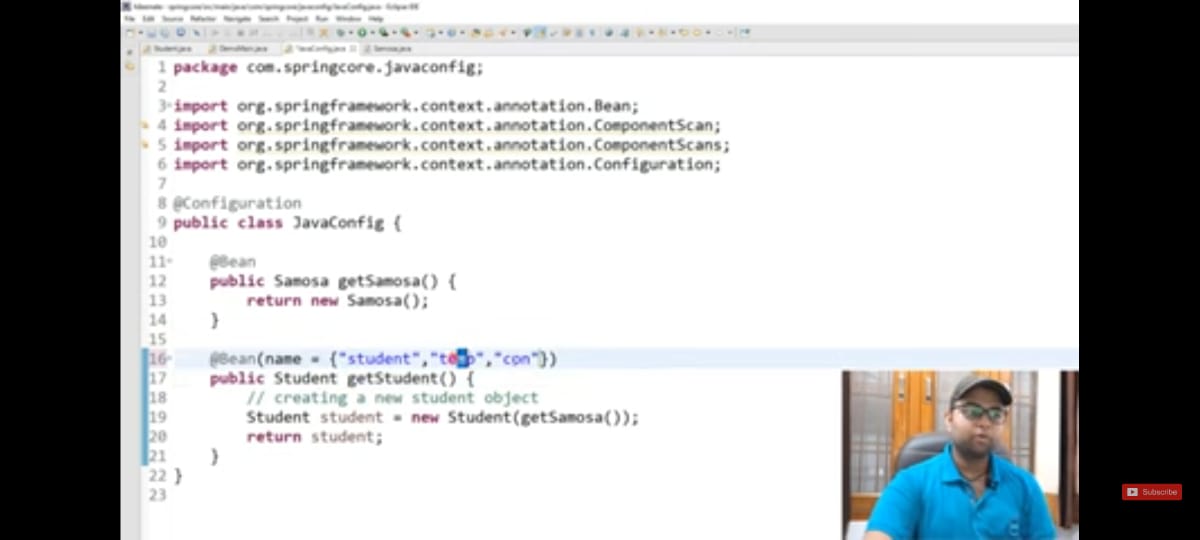 File Edit Source Refactor Navigate Search Project Run Window Help
Student.java DemoMain.java *JavaConfig.java Samosa.java
1 package com.springcore.javaconfig;
2
3 import org.springframework.context.annotation.Bean;
4 import org.springframework.context.annotation.ComponentScan;
5 import org.springframework.context.annotation.ComponentScans;
6 import org.springframework.context.annotation.Configuration;
7
8 @Configuration
9 public class JavaConfig {
10
11 @Bean
12 public Samosa getSamosa() {
13 return new Samosa();
14 }
15
16 @Bean(name = {"student", "con"})
17 public Student getStudent() {
18 // creating a new student object
19 Student student = new Student(getSamosa());
20 return student;
21 }
22 }
23
Subscribe